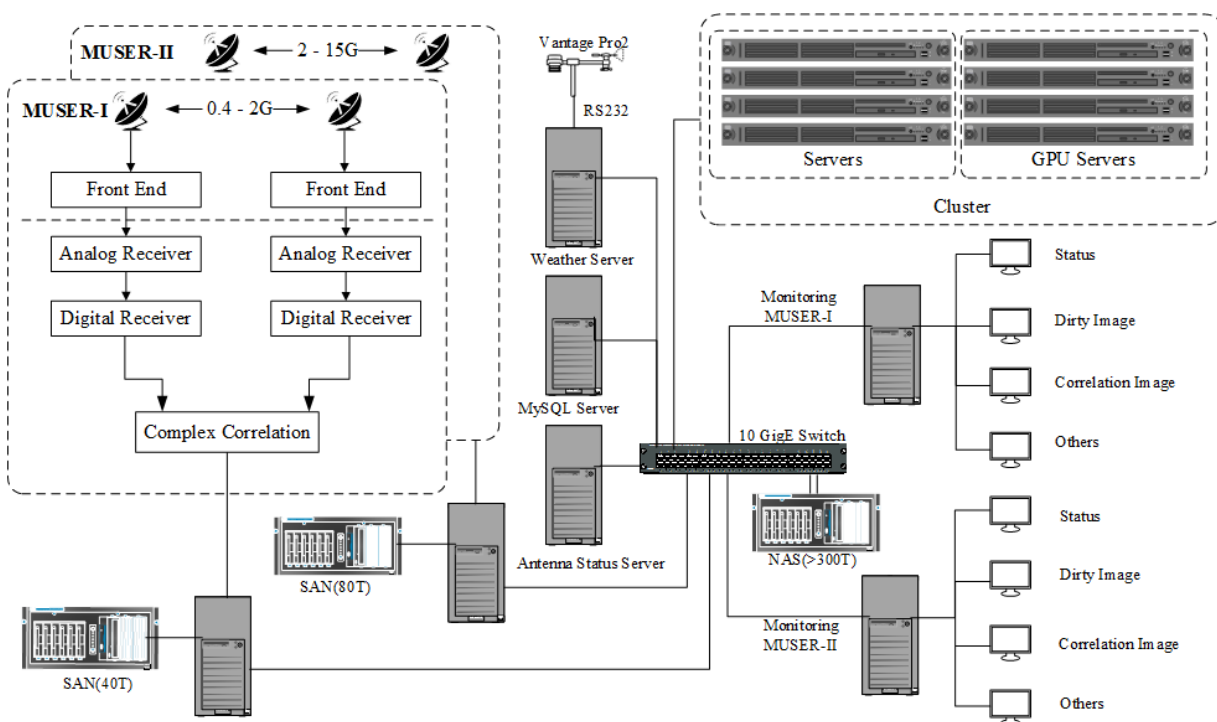 MUSER-II
2 - 15G
MUSER-I
0.4 - 2G
Front End
Front End
Analog Receiver
Analog Receiver
Digital Receiver
Digital Receiver
Complex Correlation
SAN(80T)
SAN(40T)
Vantage Pro2
RS232
Weather Server
MySQL Server
Antenna Status Server
Servers
GPU Servers
Cluster
10 GigE Switch
NAS(>300T)
Monitoring
MUSER-I
Status
Dirty Image
Correlation Image
Others
Monitoring
MUSER-II
Status
Dirty Image
Correlation Image
Others